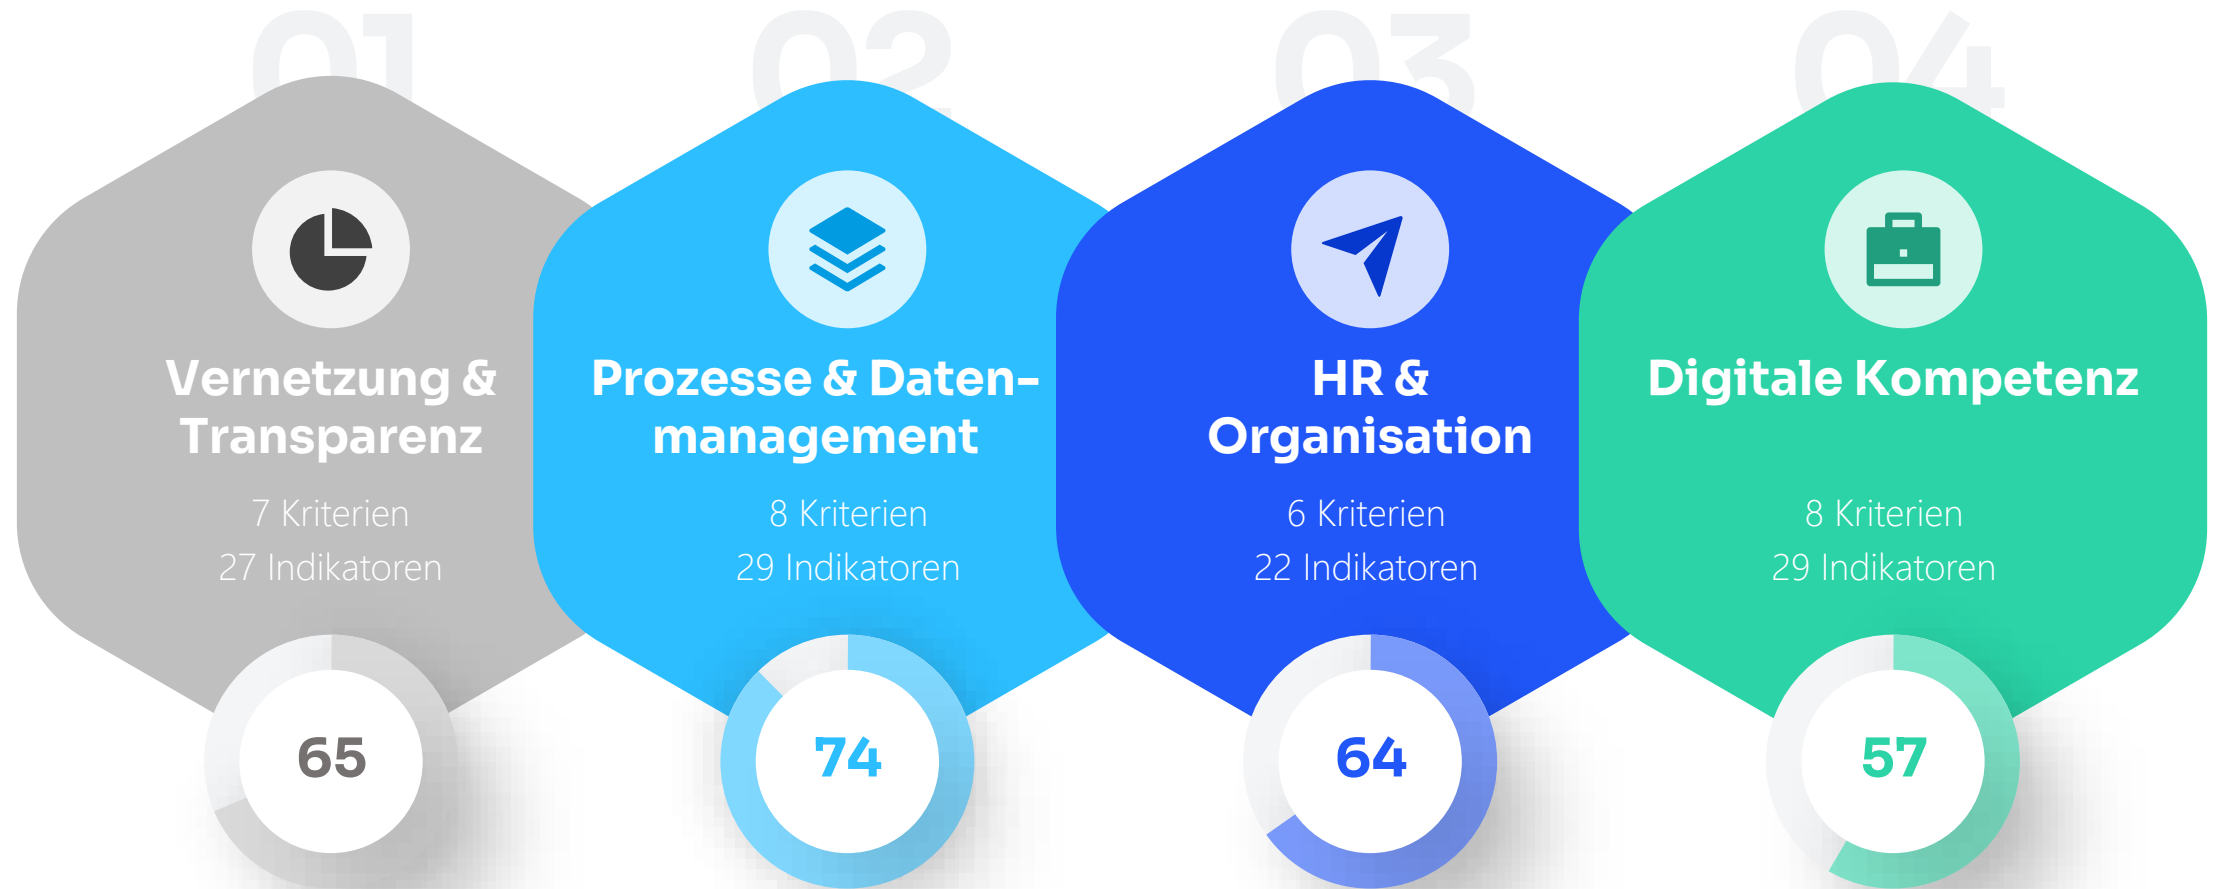 01
Vernetzung &
Transparenz
7 Kriterien
27 Indikatoren
65
02
Prozesse & Daten-
management
8 Kriterien
29 Indikatoren
74
03
HR &
Organisation
6 Kriterien
22 Indikatoren
64
04
Digitale Kompetenz
8 Kriterien
29 Indikatoren
57